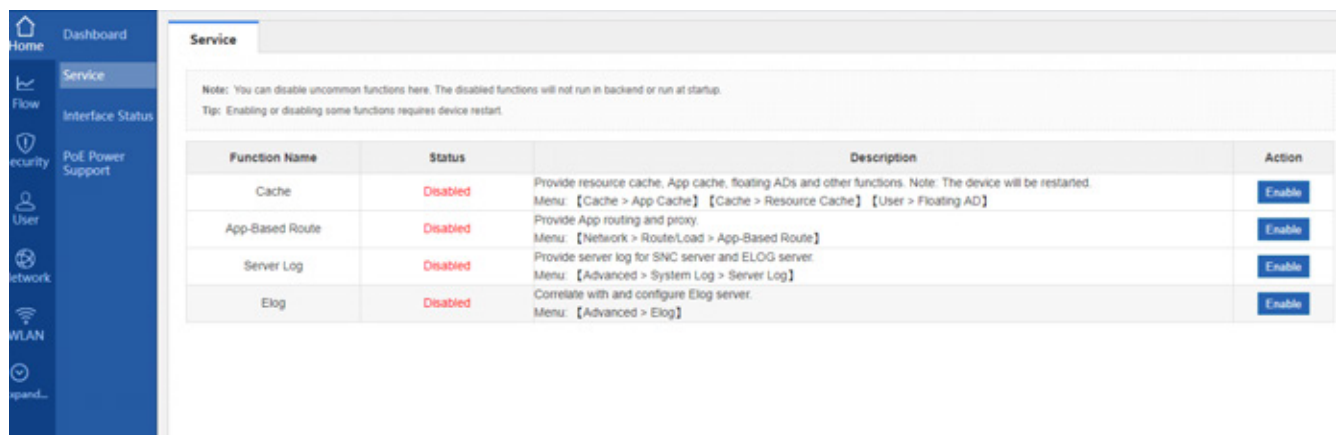 Home
Flow
ecurity
User
etwork
WLAN
xpand...
Dashboard
Service
Interface Status
PoE Power
Support
Service
Note: You can disable uncommon functions here. The disabled functions will not run in backend or run at startup.
Tip: Enabling or disabling some functions requires device restart.
Function Name Status Description Action
Cache Disabled Provide resource cache, App cache, floating ADs and other functions. Note: The device will be restarted. Enable
Menu: 【Cache > App Cache】 【Cache > Resource Cache】 【User > Floating AD】
App-Based Route Disabled Provide App routing and proxy. Enable
Menu: 【Network > Route/Load > App-Based Route】
Server Log Disabled Provide server log for SNC server and ELOG server. Enable
Menu: 【Advanced > System Log > Server Log】
Elog Disabled Correlate with and configure Elog server. Enable
Menu: 【Advanced > Elog】